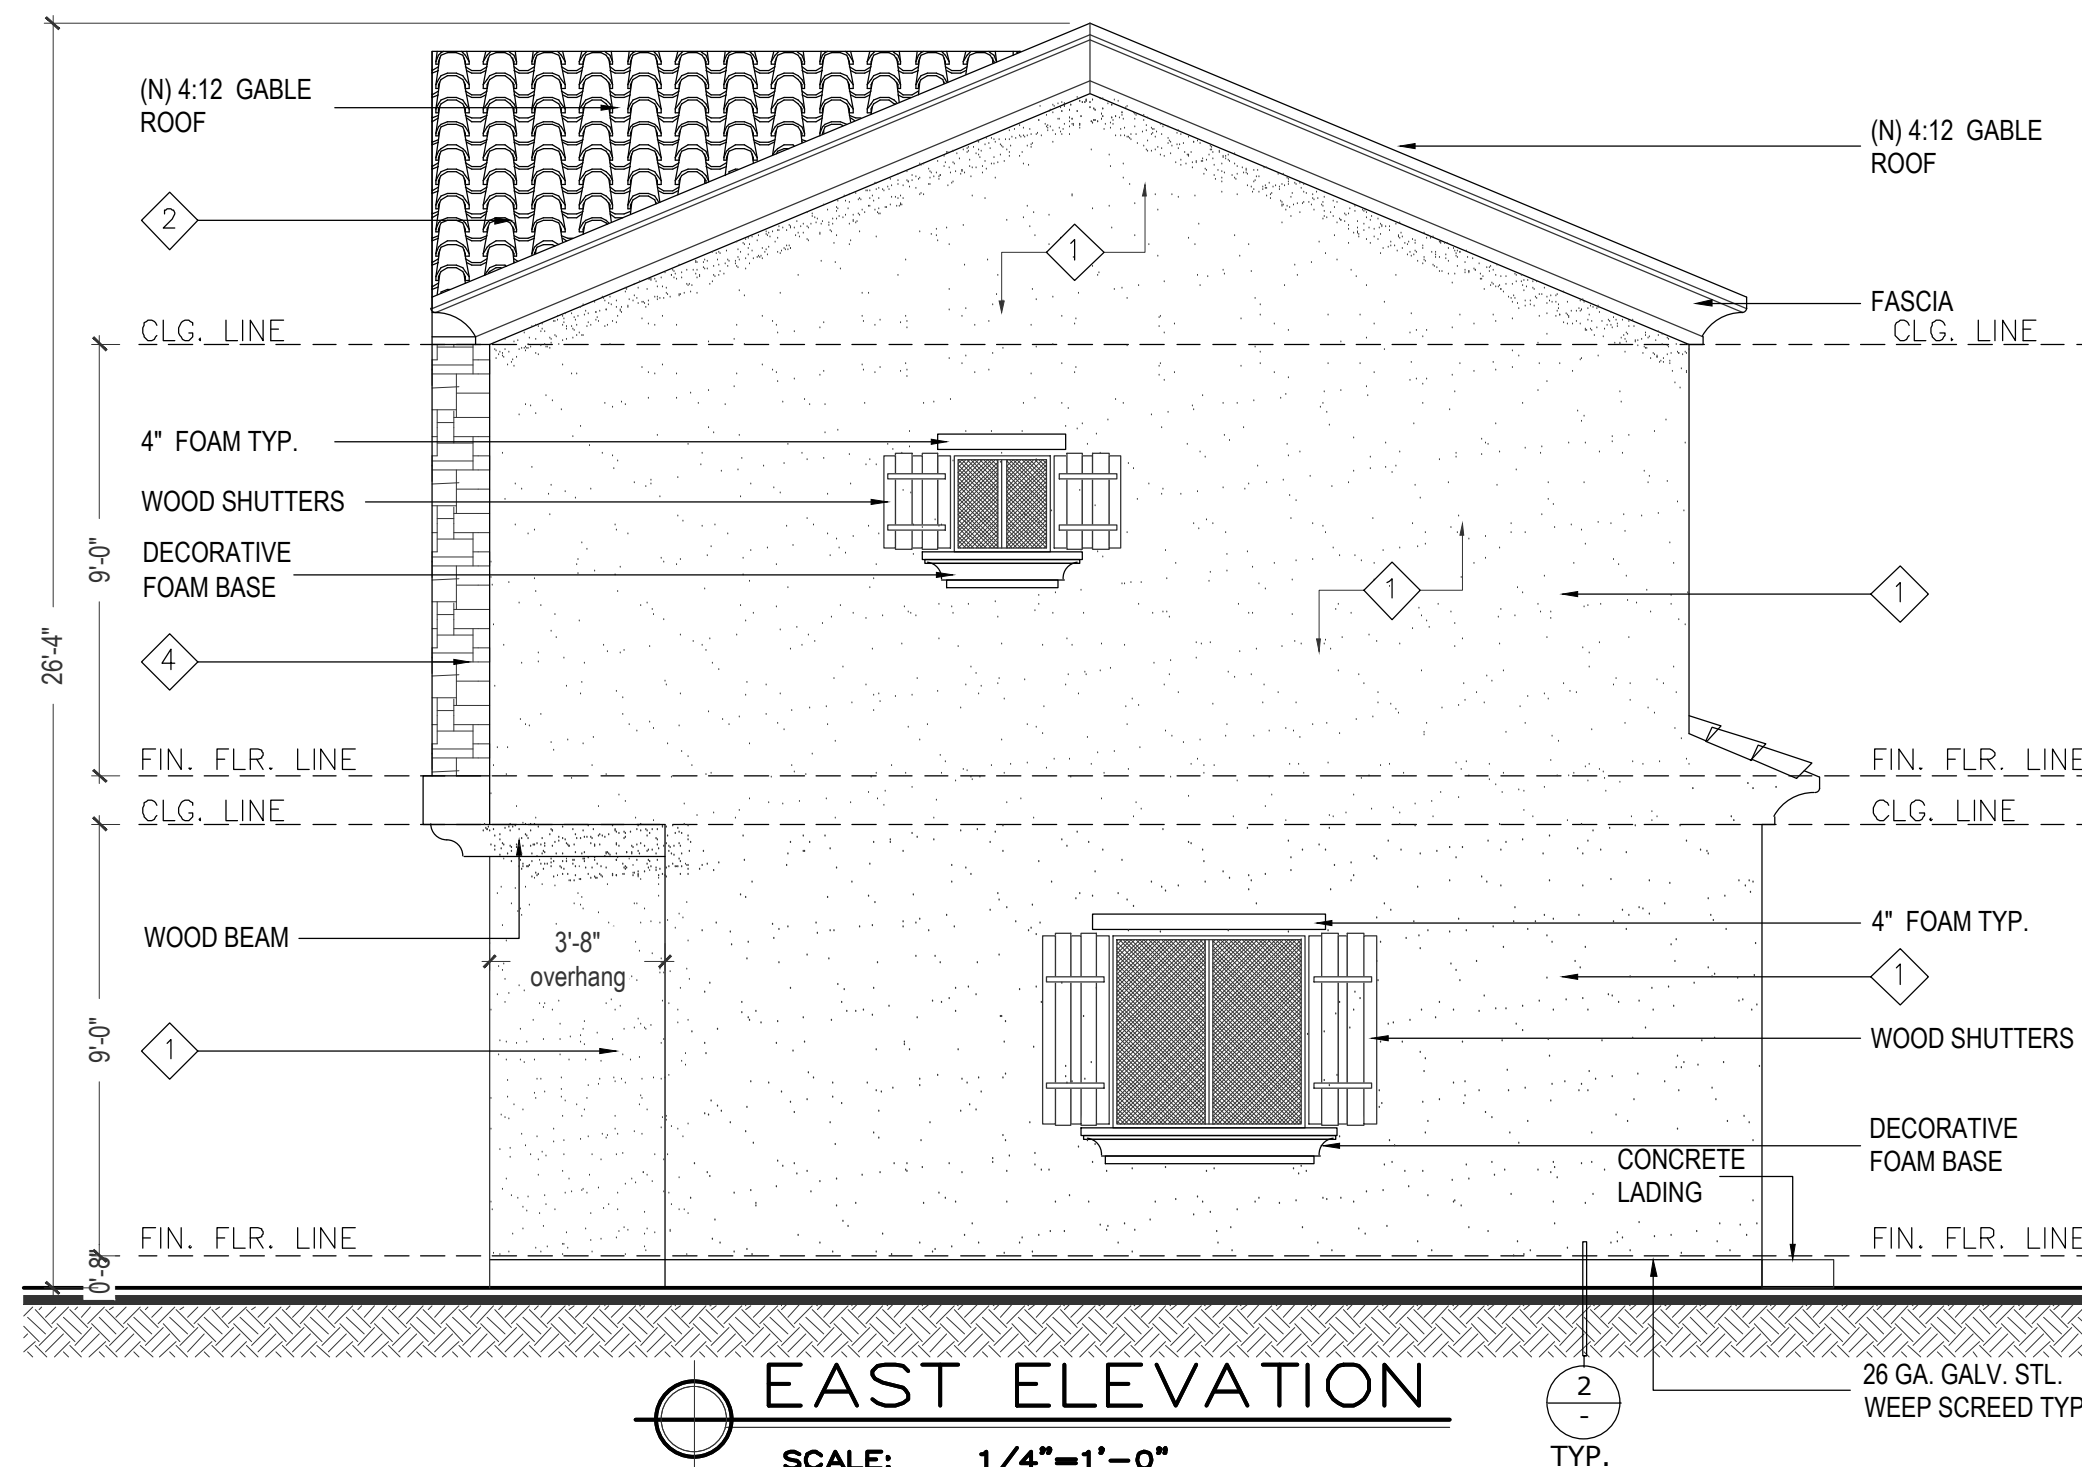 (N) 4:12 GABLE
ROOF
(N) 4:12 GABLE
ROOF
2
1
FASCIA
CLG. LINE
CLG. LINE
4" FOAM TYP.
WOOD SHUTTERS
DECORATIVE
FOAM BASE
9'-0"
1
1
26'-4"
4
FIN. FLR. LINE
FIN. FLR. LINE
CLG. LINE
CLG. LINE
WOOD BEAM
3'-8"
overhang
4" FOAM TYP.
1
9'-0"
1
WOOD SHUTTERS
DECORATIVE
FOAM BASE
CONCRETE
LADING
FIN. FLR. LINE
FIN. FLR. LINE
0'-8"
EAST ELEVATION
SCALE: 1/4"=1'-0"
2
-
TYP.
26 GA. GALV. STL.
WEEP SCREED TYP